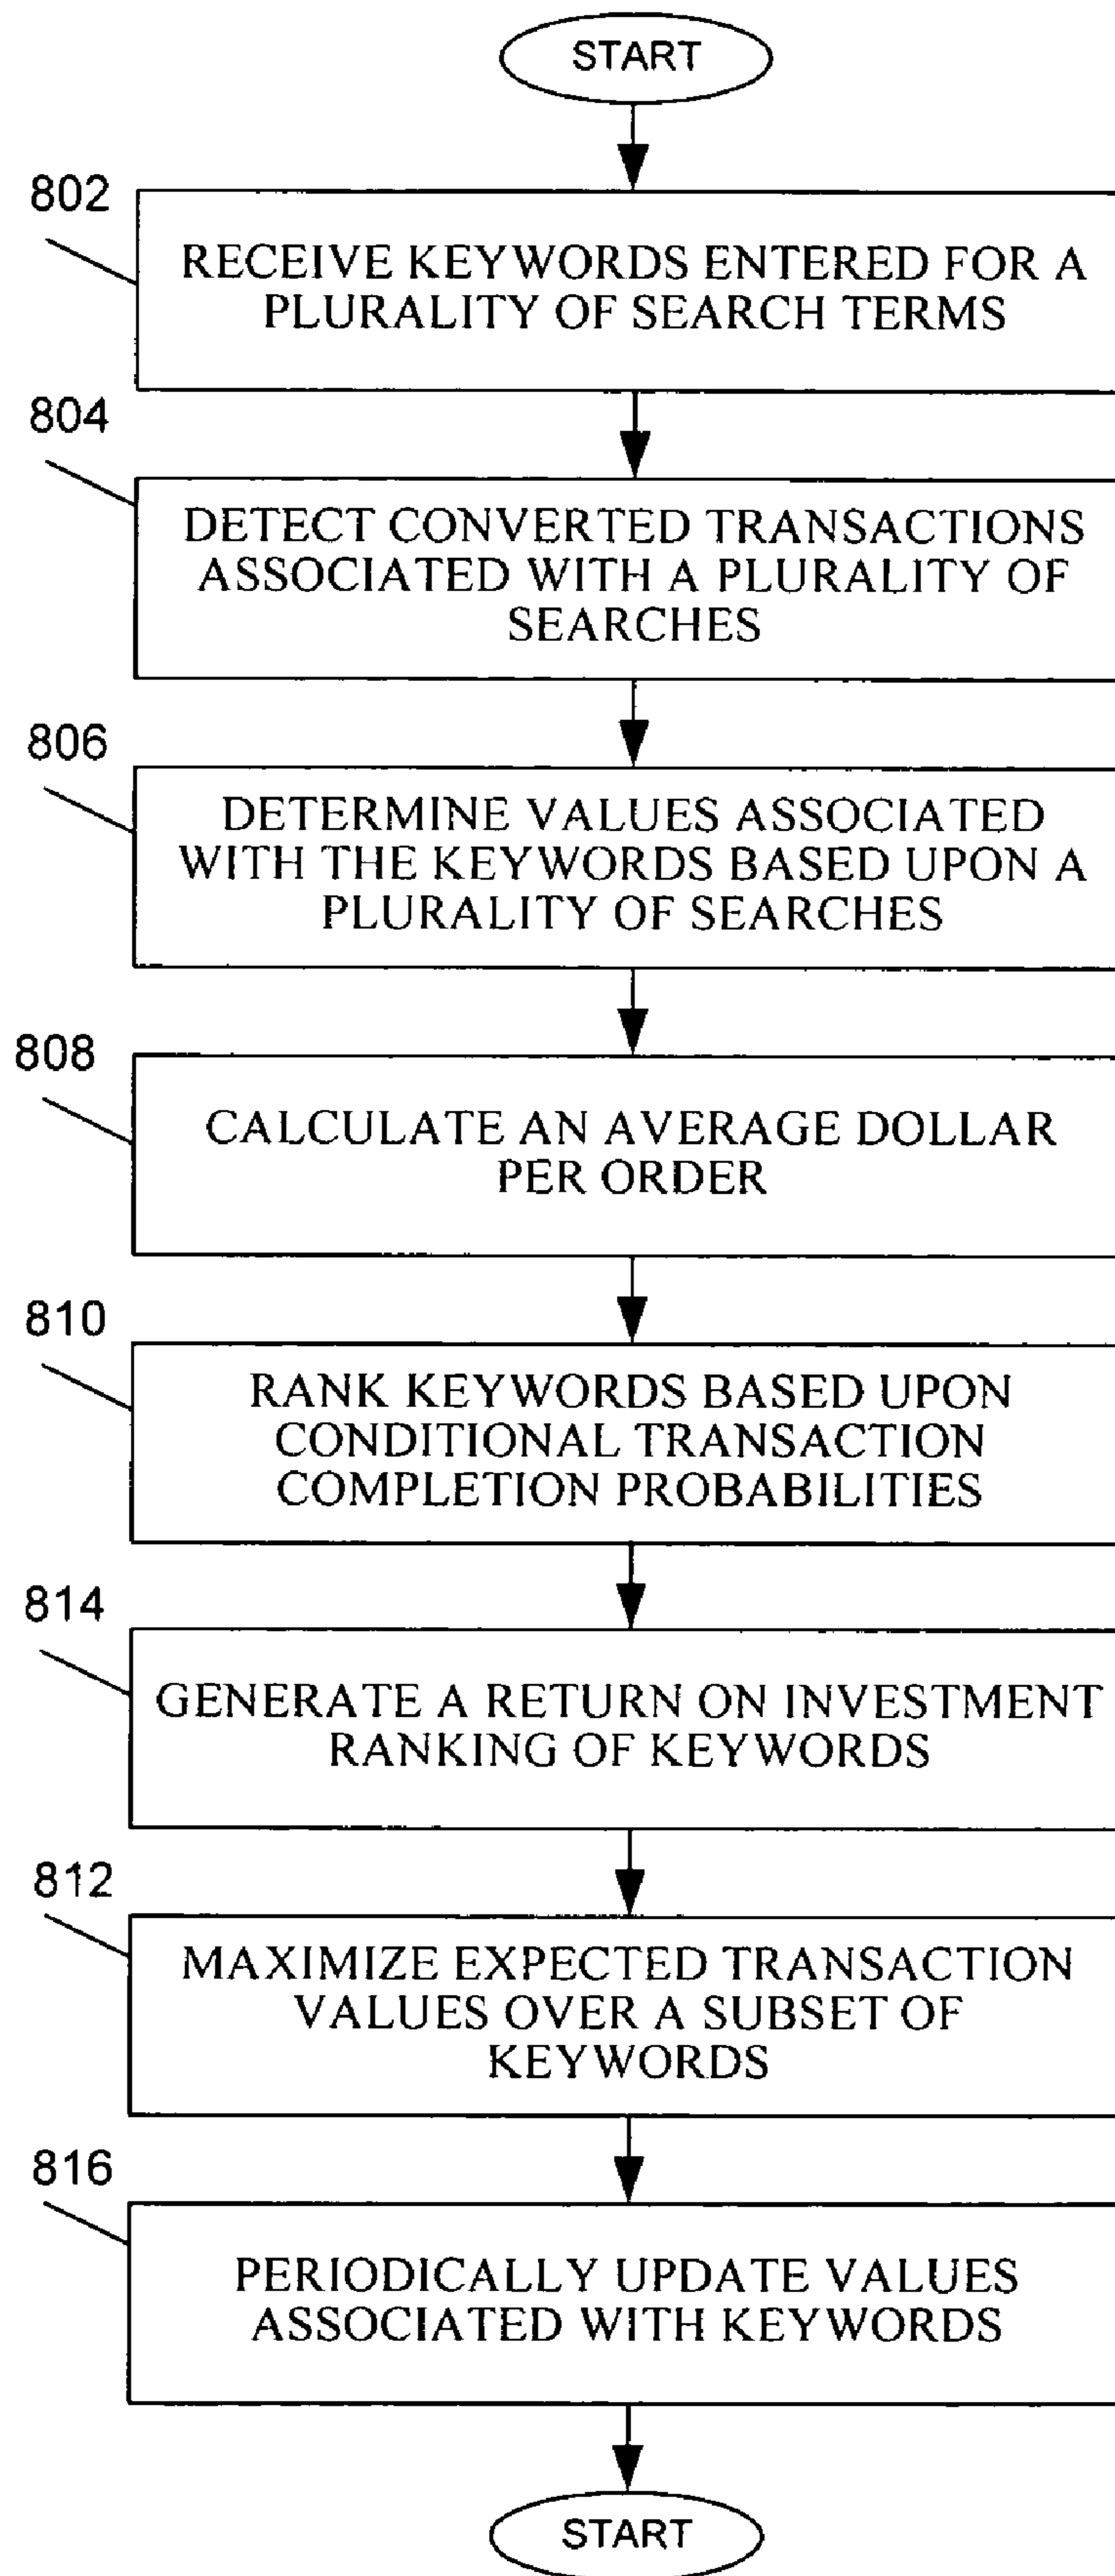 START
802
RECEIVE KEYWORDS ENTERED FOR A
PLURALITY OF SEARCH TERMS
804
DETECT CONVERTED TRANSACTIONS
ASSOCIATED WITH A PLURALITY OF
SEARCHES
806
DETERMINE VALUES ASSOCIATED
WITH THE KEYWORDS BASED UPON A
PLURALITY OF SEARCHES
808
CALCULATE AN AVERAGE DOLLAR
PER ORDER
810
RANK KEYWORDS BASED UPON
CONDITIONAL TRANSACTION
COMPLETION PROBABILITIES
814
GENERATE A RETURN ON INVESTMENT
RANKING OF KEYWORDS
812
MAXIMIZE EXPECTED TRANSACTION
VALUES OVER A SUBSET OF
KEYWORDS
816
PERIODICALLY UPDATE VALUES
ASSOCIATED WITH KEYWORDS
START